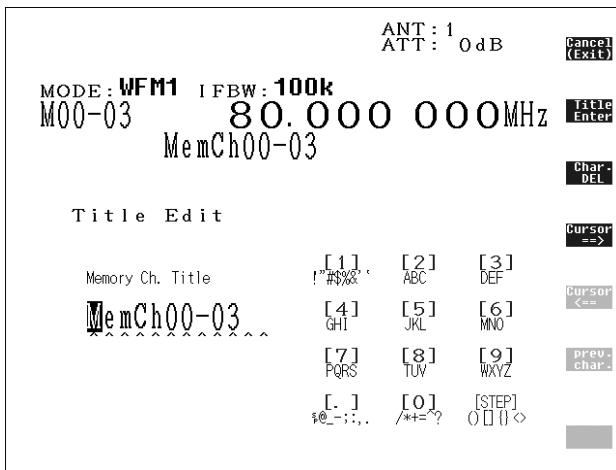 ANT:1
ATT: 0dB
Cancel
(Exit)
MODE:WFM1 IFBW:100k
M00-03 80.000 000MHz
Title
Enter
MemCh00-03
Char.
DEL
Title Edit
Cursor
==>
Memory Ch. Title
[1] [2] [3]
!"#$%&'` ABC DEF
Cursor
<==
MemCh00-03
^ ^ ^ ^ ^ ^ ^ ^ ^ ^
[4] [5] [6]
GHI JKL MNO
[7] [8] [9]
PQRS TUV WXYZ
prev.
char.
[. ] [0] [STEP]
$@_-;:,. /*+=^? ()[]{}<>